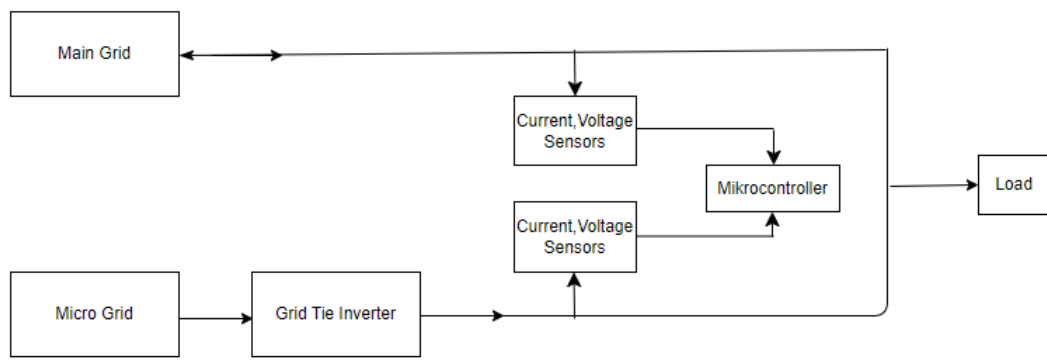 Main Grid
Current,Voltage
Sensors
Mikrocontroller
Load
Current,Voltage
Sensors
Micro Grid
Grid Tie Inverter